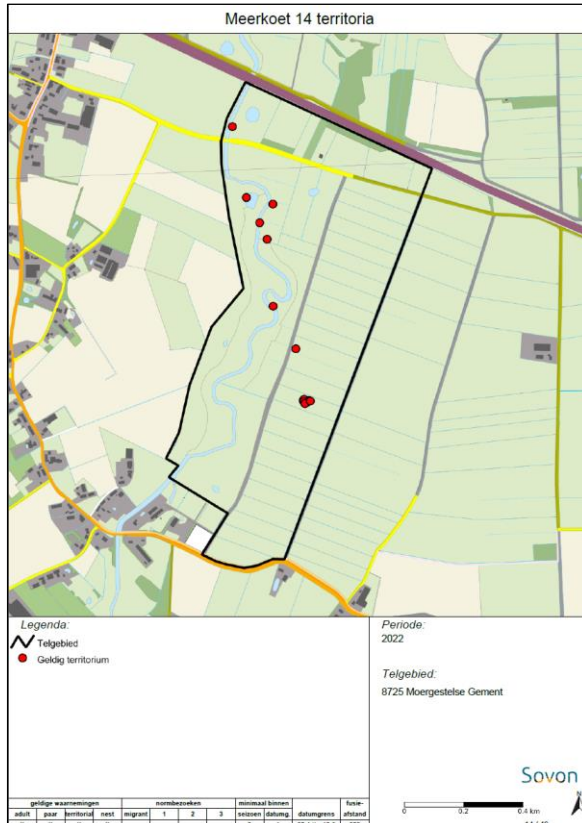 Meerkoet 14 territoria
Legenda:
Telgebied
Geldig territorium
Periode:
2022
Telgebied:
8725 Moergestelse Gement
Sovon
N
0 0.2 0.4 km
geldige waarnemingen normbezoeken minimaal binnen fusie-
adult paar territoriaal nest migrant 1 2 3 seizoen datumg. datumgrens afstand